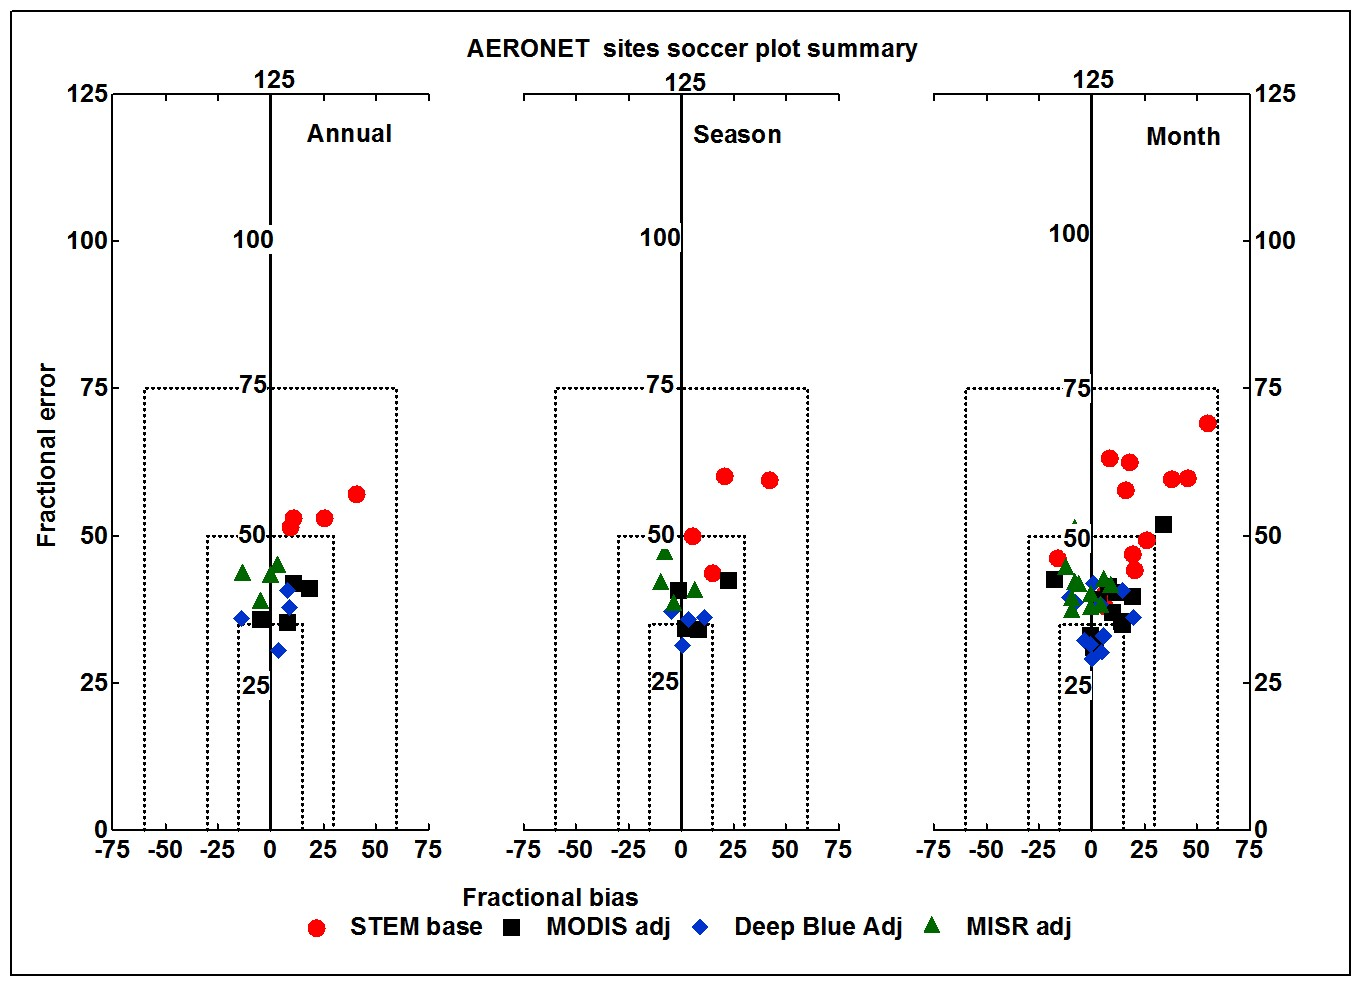 AERONET sites soccer plot summary
125 125 125
125 125
Annual Season Month
100 100 100 100 100
75 75 75 75 75
Fractional error
50 50 50 50 50
25 25 25 25 25
0 0
-75 -50 -25 0 25 50 75 -75 -50 -25 0 25 50 75 -75 -50 -25 0 25 50 75
Fractional bias
STEM base MODIS adj Deep Blue Adj MISR adj